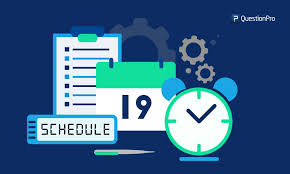 QuestionPro
19
SCHEDULE